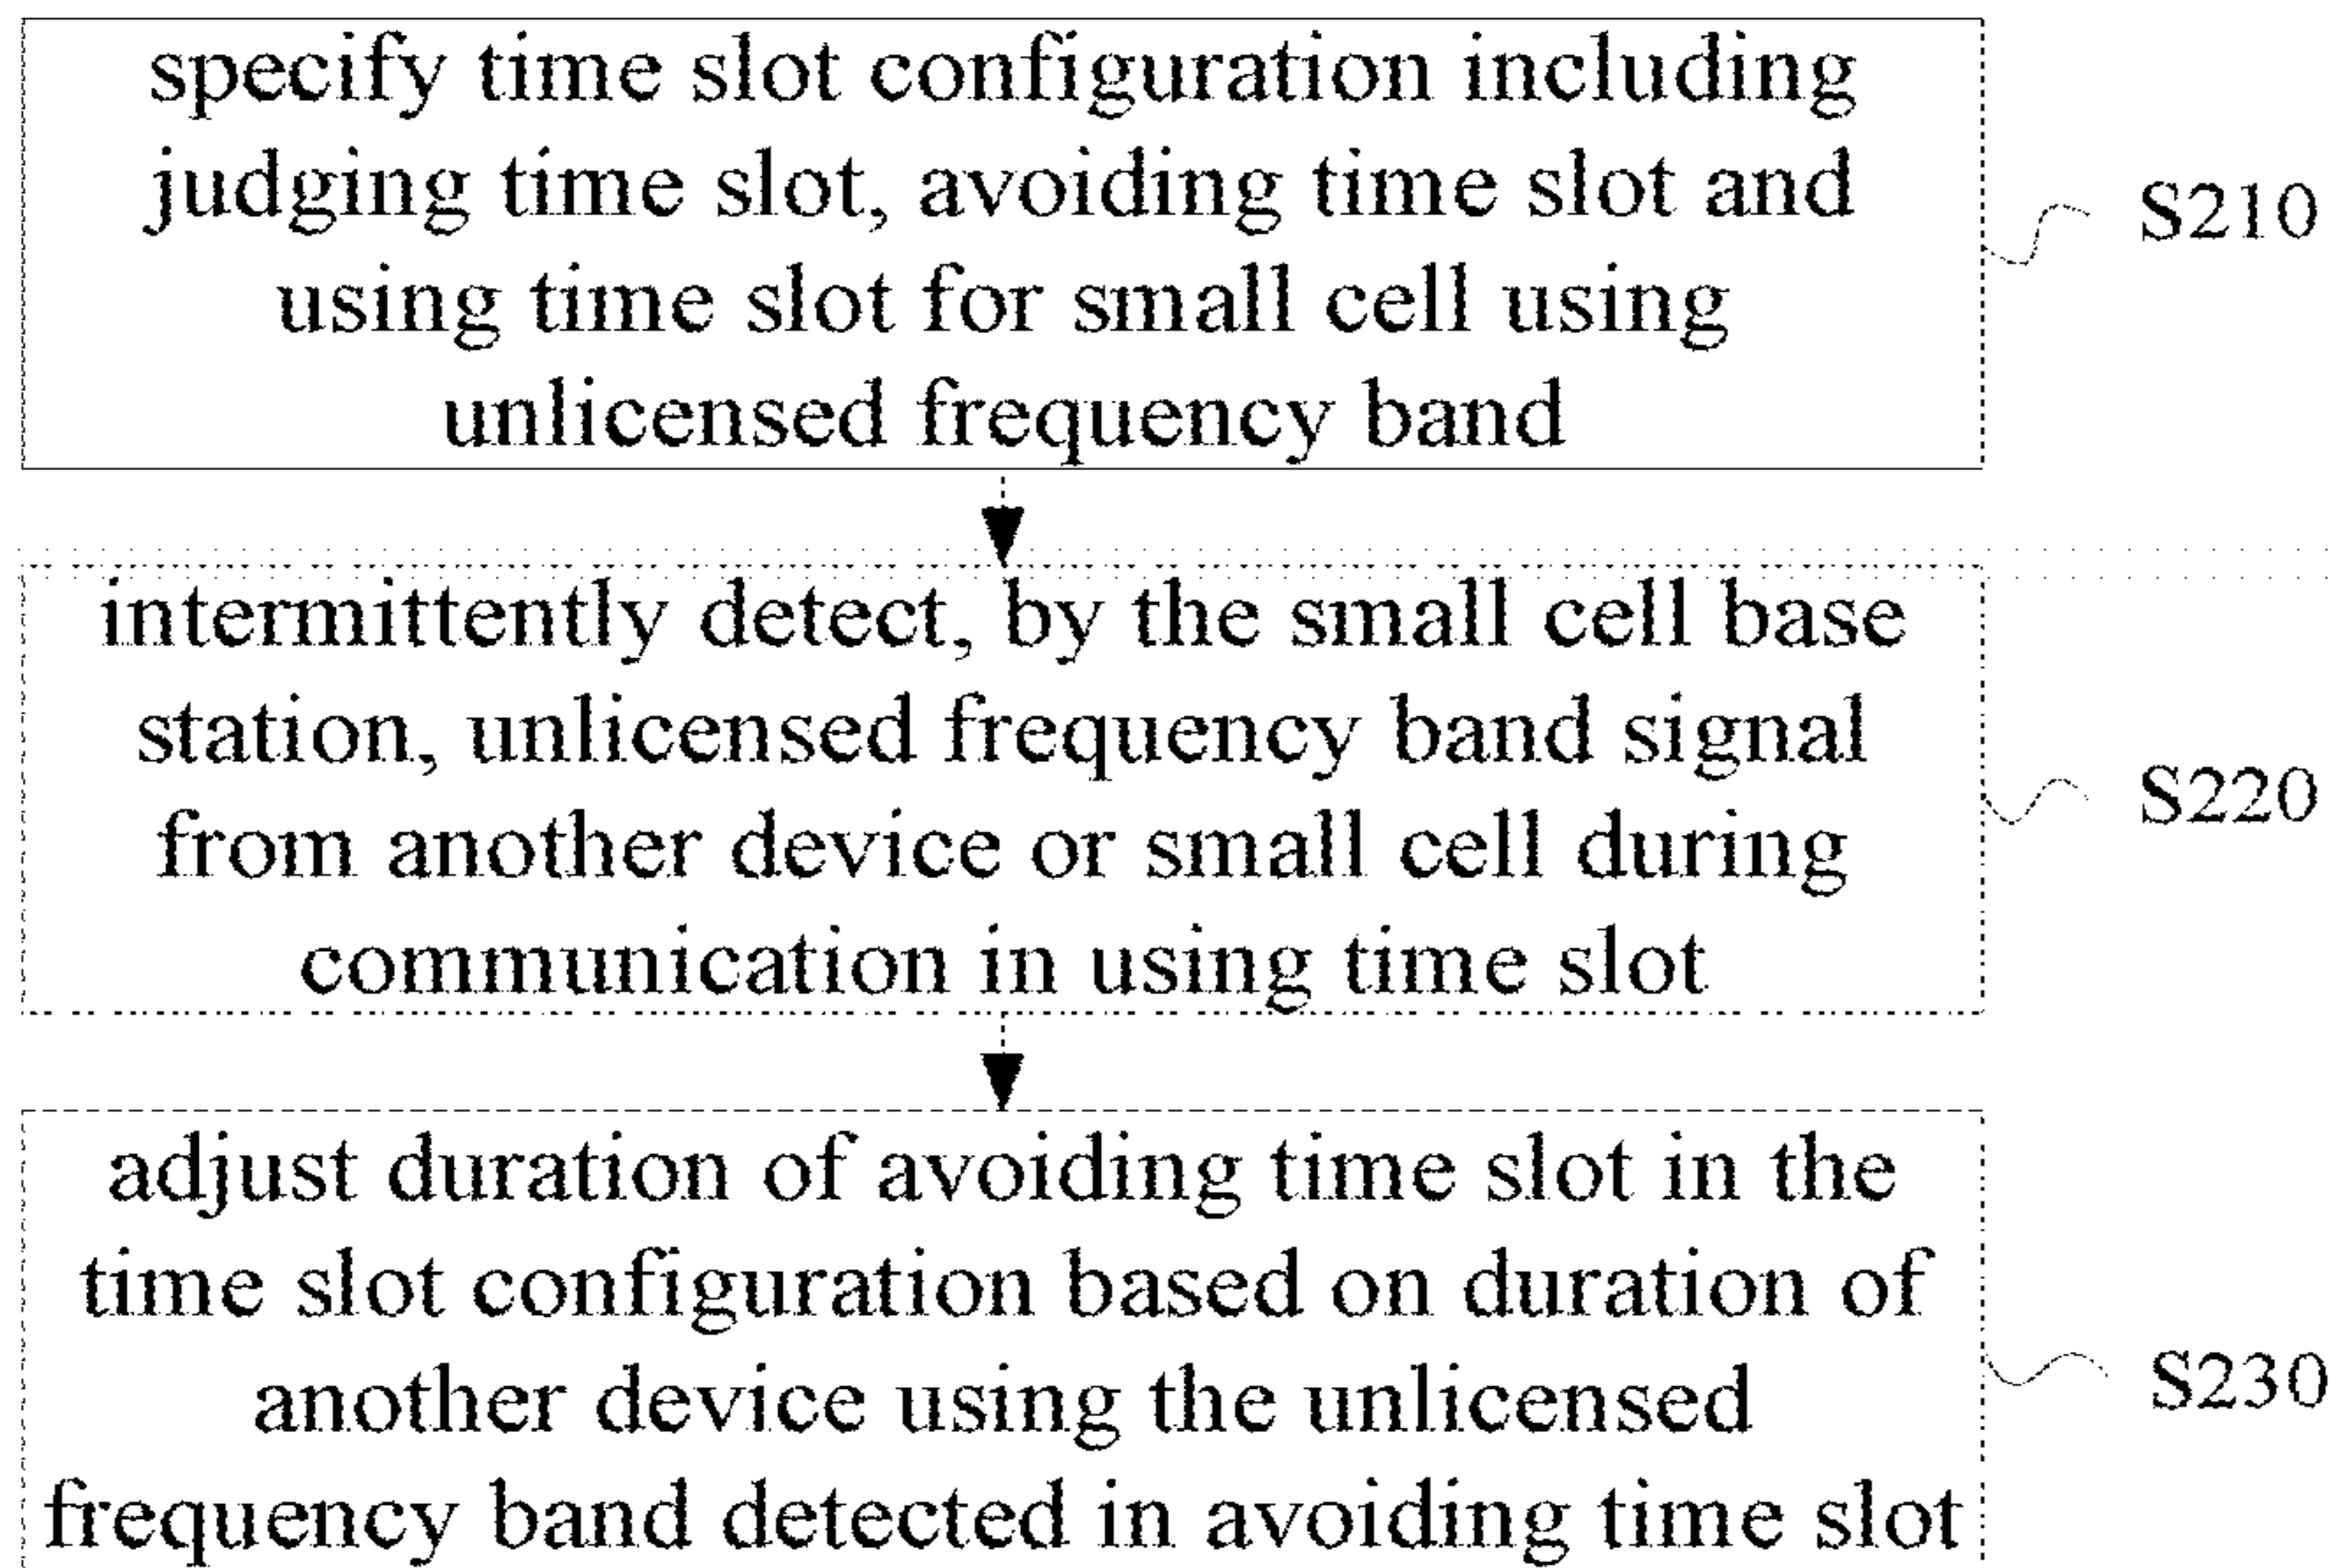 specify time slot configuration including
judging time slot, avoiding time slot and
using time slot for small cell using
unlicensed frequency band
S210
intermittently detect, by the small cell base
station, unlicensed frequency band signal
from another device or small cell during
communication in using time slot
S220
adjust duration of avoiding time slot in the
time slot configuration based on duration of
another device using the unlicensed
frequency band detected in avoiding time slot
S230